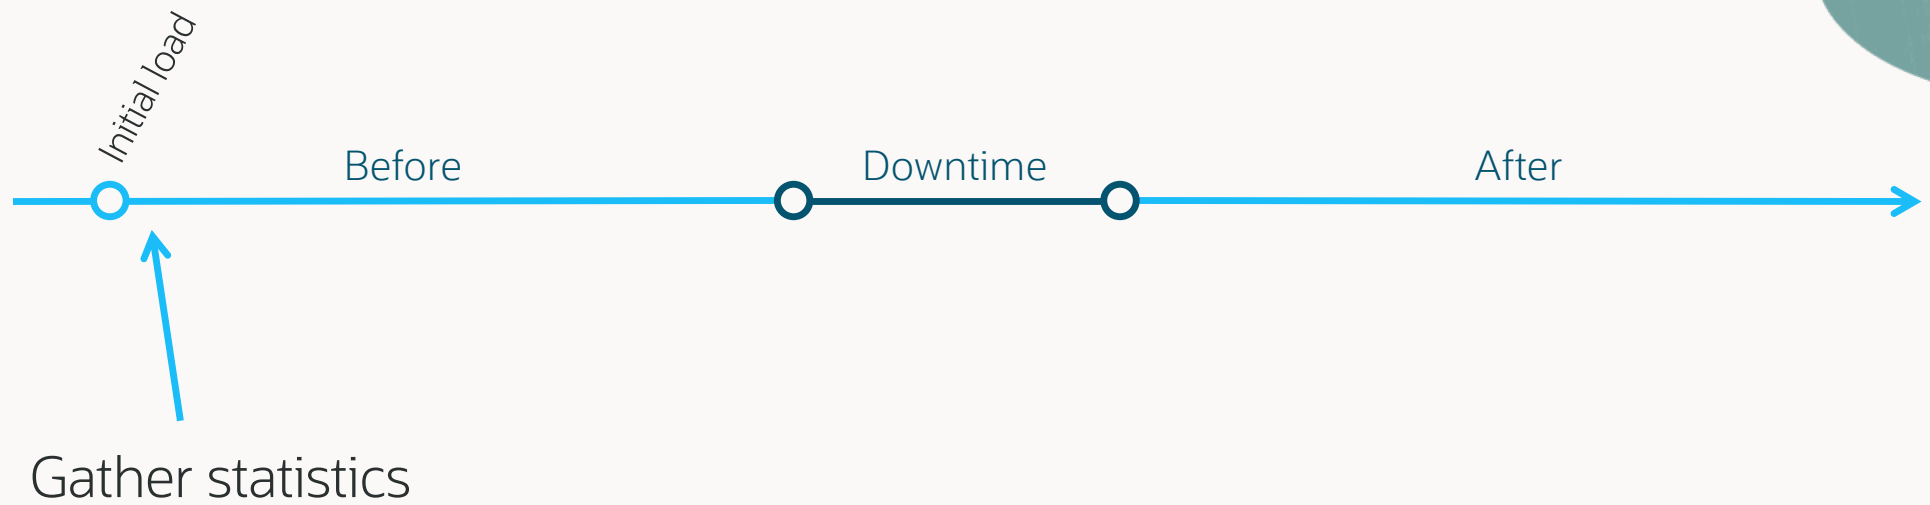 Initial load
Before
Downtime
After
Gather statistics